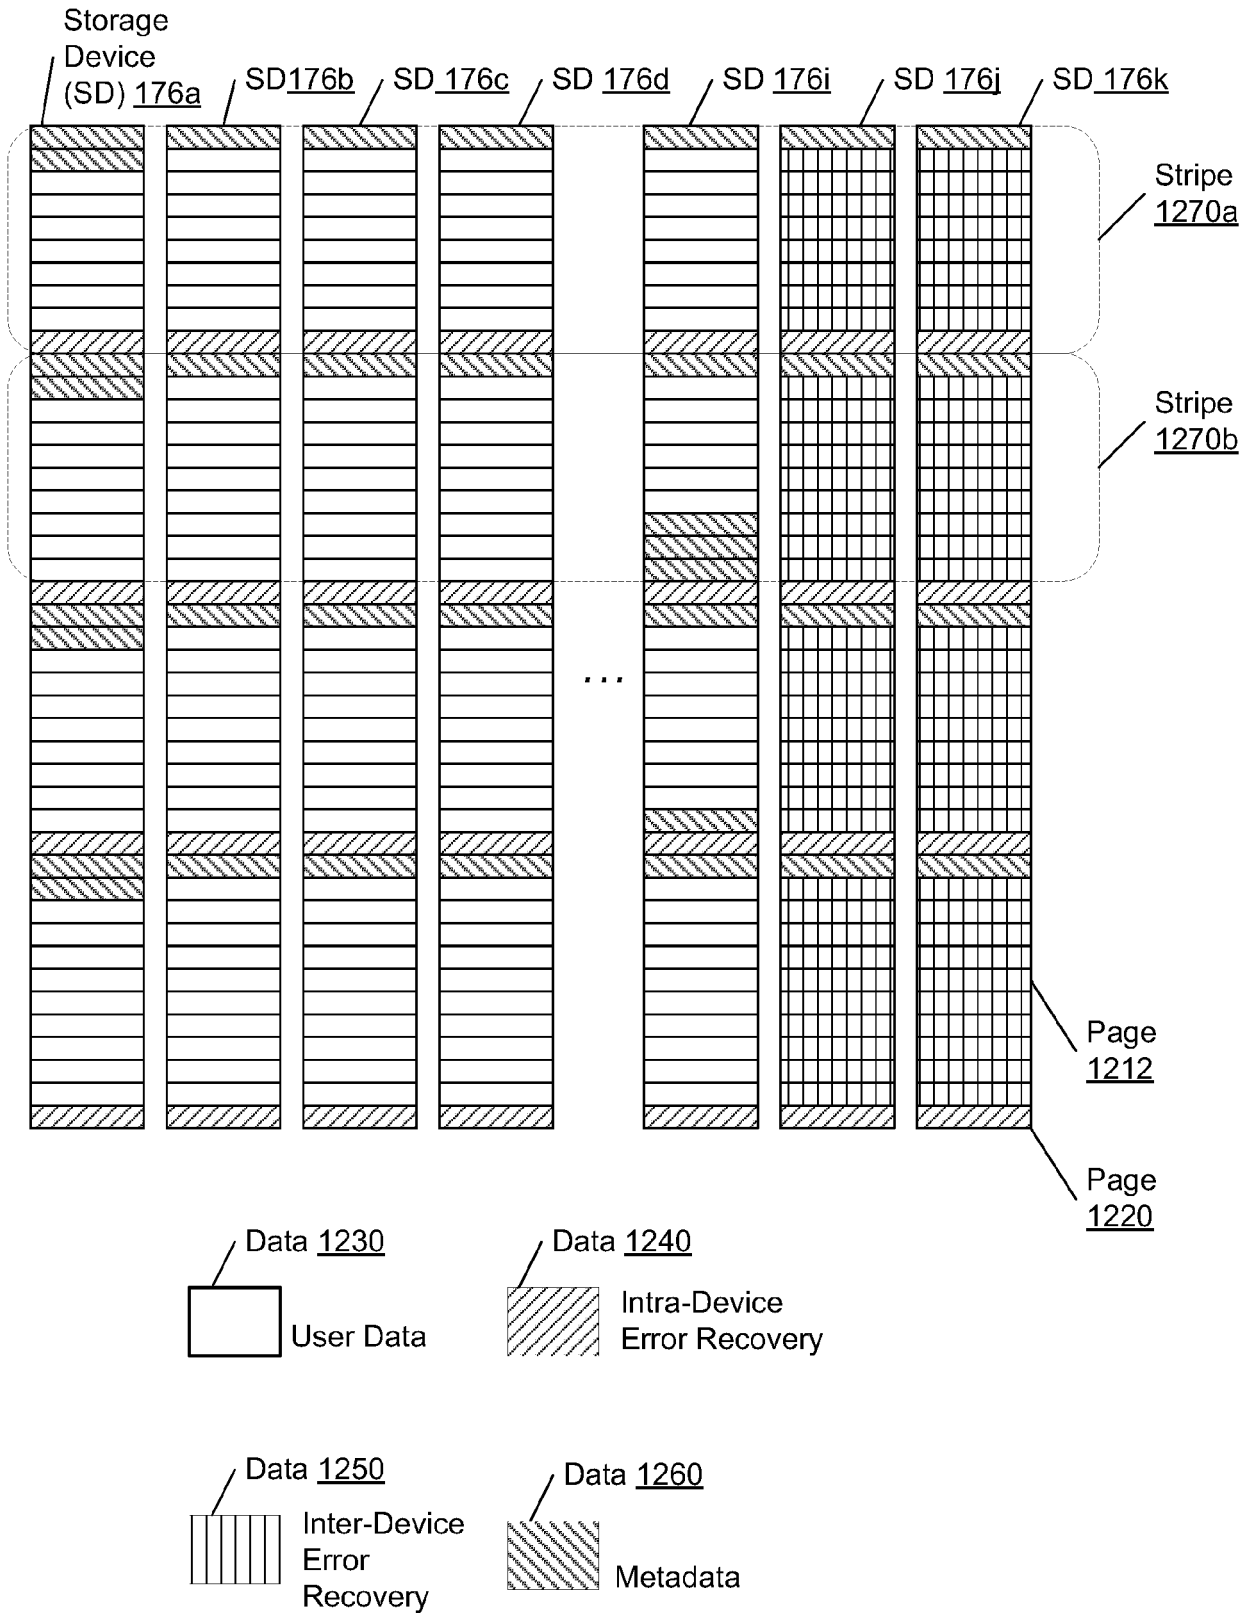 Storage
Device
(SD) 176a
SD176b
SD 176c
SD 176d
SD 176i
SD 176j
SD 176k
Stripe
1270a
Stripe
1270b
...
Page
1212
Page
1220
Data 1230
User Data
Data 1240
Intra-Device
Error Recovery
Data 1250
Inter-Device
Error
Recovery
Data 1260
Metadata